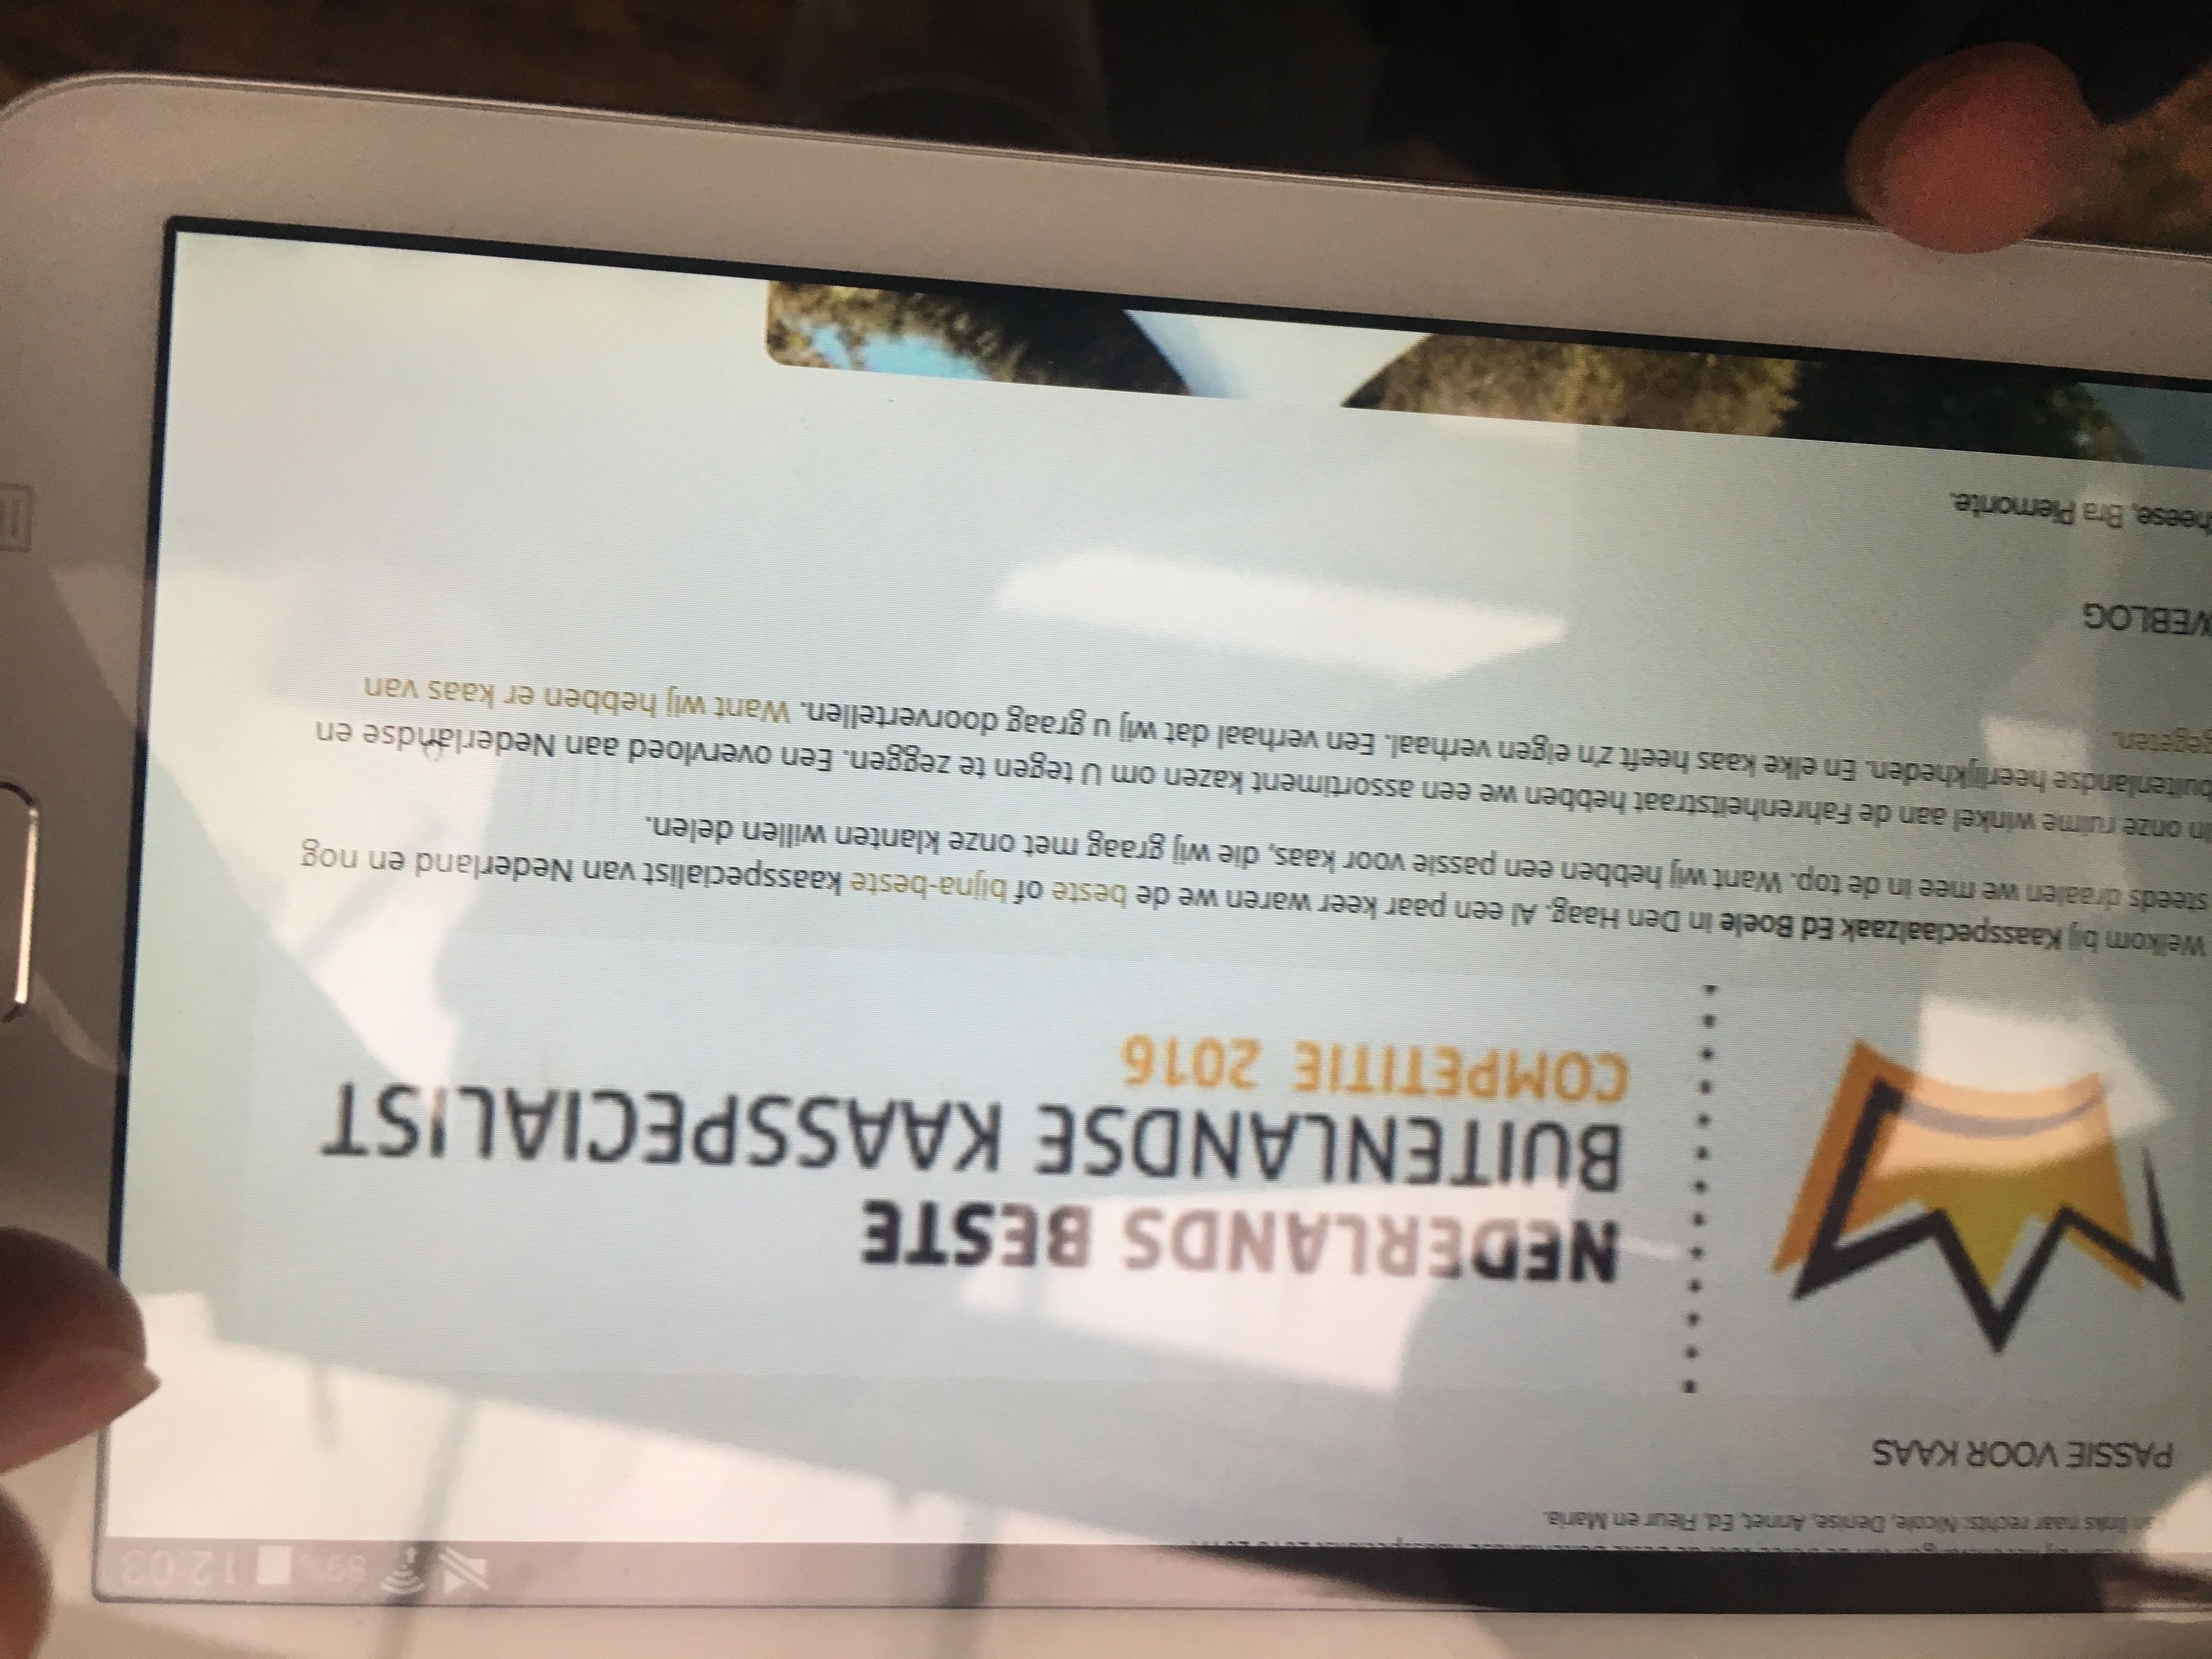 links naar rechts: Nicole, Denise, Annet, Ed, Fleur en Maria.
12:03
89%
PASSIE VOOR KAAS
NEDERLANDS BESTE
BUITENLANDSE KAASSPECIALIST
COMPETITIE 2016
Welkom bij Kaasspeciaalzaak Ed Boele in Den Haag. Al een paar keer waren we de beste of bijna-beste kaasspecialist van Nederland en nog
steeds draaien we mee in de top. Want wij hebben een passie voor kaas, die wij graag met onze klanten willen delen.
In onze ruime winkel aan de Fahrenheitstraat hebben we een assortiment kazen om U tegen te zeggen. Een overvloed aan Nederlandse en
buitenlandse heerlijkheden. En elke kaas heeft z'n eigen verhaal. Een verhaal dat wij u graag doorvertellen. Want wij hebben er kaas van
gegeten.
WEBLOG
heese, Bra Piemonte.